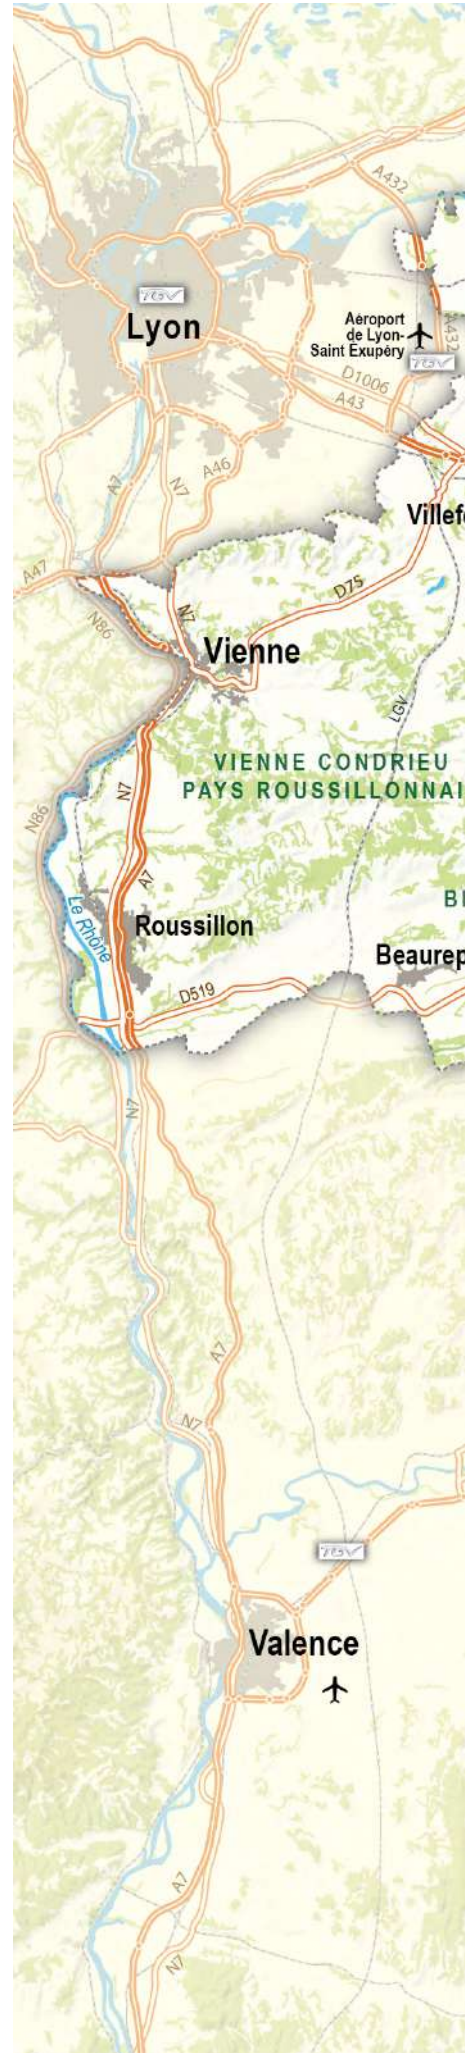 A432
TGV
Lyon
Aéroport
de Lyon-
Saint Exupéry
A432
TGV
D1006
A43
A46
A7
N7
Villefo
A47
D75
N86
N7
Vienne
LGV
VIENNE CONDRIEU
PAYS ROUSSILLONNAI
N7
N86
A7
BI
Le Rhône
Roussillon
Beaurep
D519
N7
A7
N7
TGV
Valence
A7
N7